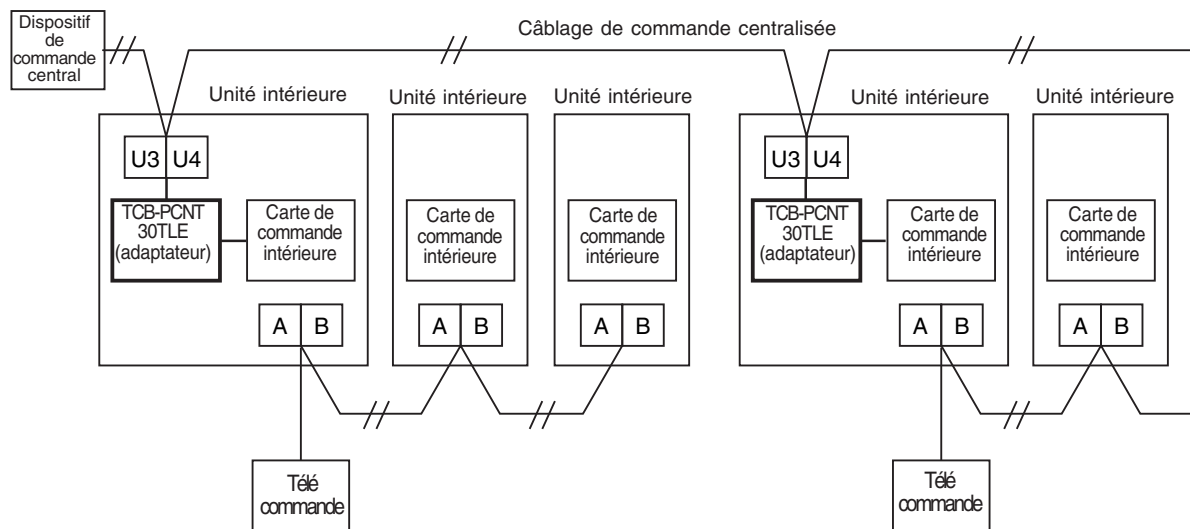 Dispositif
de
commande
central
Câblage de commande centralisée
Unité intérieure
Unité intérieure
Unité intérieure
Unité intérieure
Unité intérieure
U3 U4
TCB-PCNT
30TLE
(adaptateur)
Carte de
commande
intérieure
A B
Carte de
commande
intérieure
A B
Carte de
commande
intérieure
A B
U3 U4
TCB-PCNT
30TLE
(adaptateur)
Carte de
commande
intérieure
A B
Carte de
commande
intérieure
A B
Télé
commande
Télé
commande